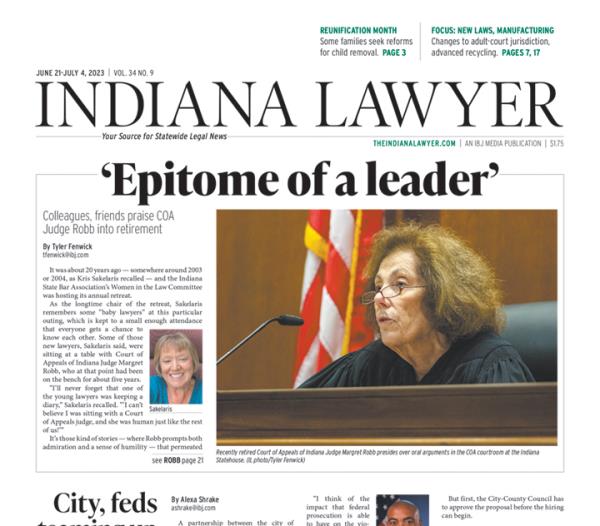 REUNIFICATION MONTH
Some families seek reforms
for child removal. PAGE 3
FOCUS: NEW LAWS, MANUFACTURING
Changes to adult-court jurisdiction,
advanced recycling. PAGES 7, 17
JUNE 21-JULY 4, 2023 | VOL. 34 NO. 9
INDIANA LAWYER
Your Source for Statewide Legal News
THEINDIANALAWYER.COM | AN IBJ MEDIA PUBLICATION | $1.75
‘Epitome of a leader’
Colleagues, friends praise COA
Judge Robb into retirement
By Tyler Fenwick
tfenwick@ibj.com
It was about 20 years ago — somewhere around 2003
or 2004, as Kris Sakelaris recalled — and the Indiana
State Bar Association’s Women in the Law Committee
was hosting its annual retreat.
As the longtime chair of the retreat, Sakelaris
remembers some “baby lawyers” at this particular
outing, which is kept to a small enough attendance
that everyone gets a chance to
know each other. Some of those
new lawyers, Sakelaris said, were
sitting at a table with Court of
Appeals of Indiana Judge Margret
Robb, who at that point had been
on the bench for about five years.
“I’ll never forget that one of
the young lawyers was keeping a
diary,” Sakelaris recalled. “‘I can’t
believe I was sitting with a Court
of Appeals judge, and she was human just like the rest
of us!’”
It’s those kind of stories — where Robb prompts both
admiration and a sense of humility — that permeated
see ROBB page 21
Sakelaris
Recently retired Court of Appeals of Indiana Judge Margret Robb presides over oral arguments in the COA courtroom at the Indiana
Statehouse. (IL photo/Tyler Fenwick)
City, feds
teaming up
By Alexa Shrake
ashrake@ibj.com
A partnership between the city of
“I think of the
impact that federal
prosecution is able
to have on the vio-
But first, the City-County Council has
to approve the proposal before the hiring
can begin.